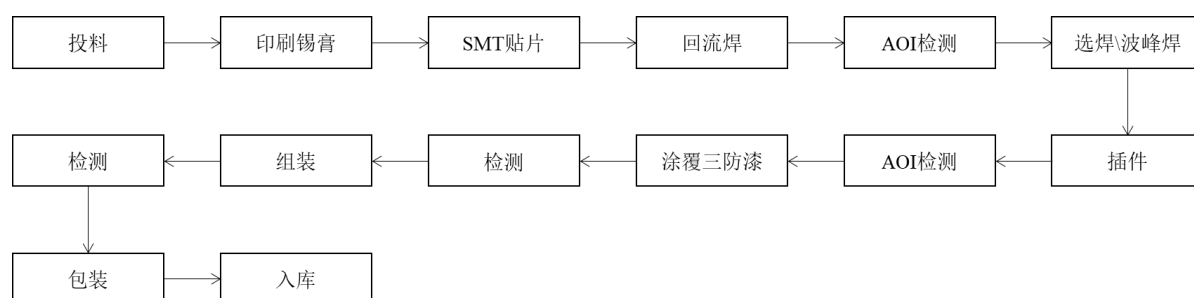 投料
印刷锡膏
SMT贴片
回流焊
AOI检测
选焊\波峰焊
插件
AOI检测
涂覆三防漆
检测
组装
检测
包装
入库